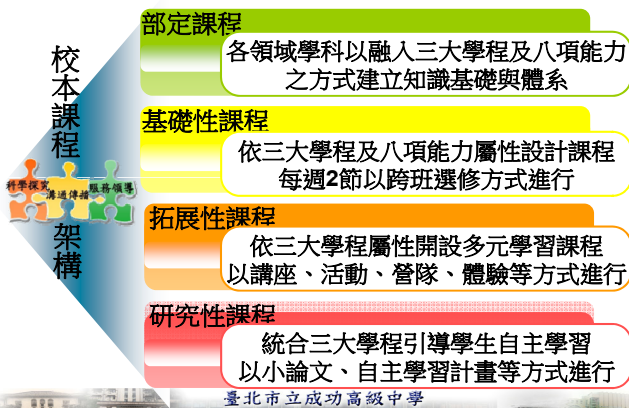 校本課程
科學探究
溝通傳播
服務領導
架構
部定課程
各領域學科以融入三大學程及八項能力
之方式建立知識基礎與體系
基礎性課程
依三大學程及八項能力屬性設計課程
每週2節以跨班選修方式進行
拓展性課程
依三大學程屬性開設多元學習課程
以講座、活動、營隊、體驗等方式進行
研究性課程
統合三大學程引導學生自主學習
以小論文、自主學習計畫等方式進行
臺北市立成功高級中學